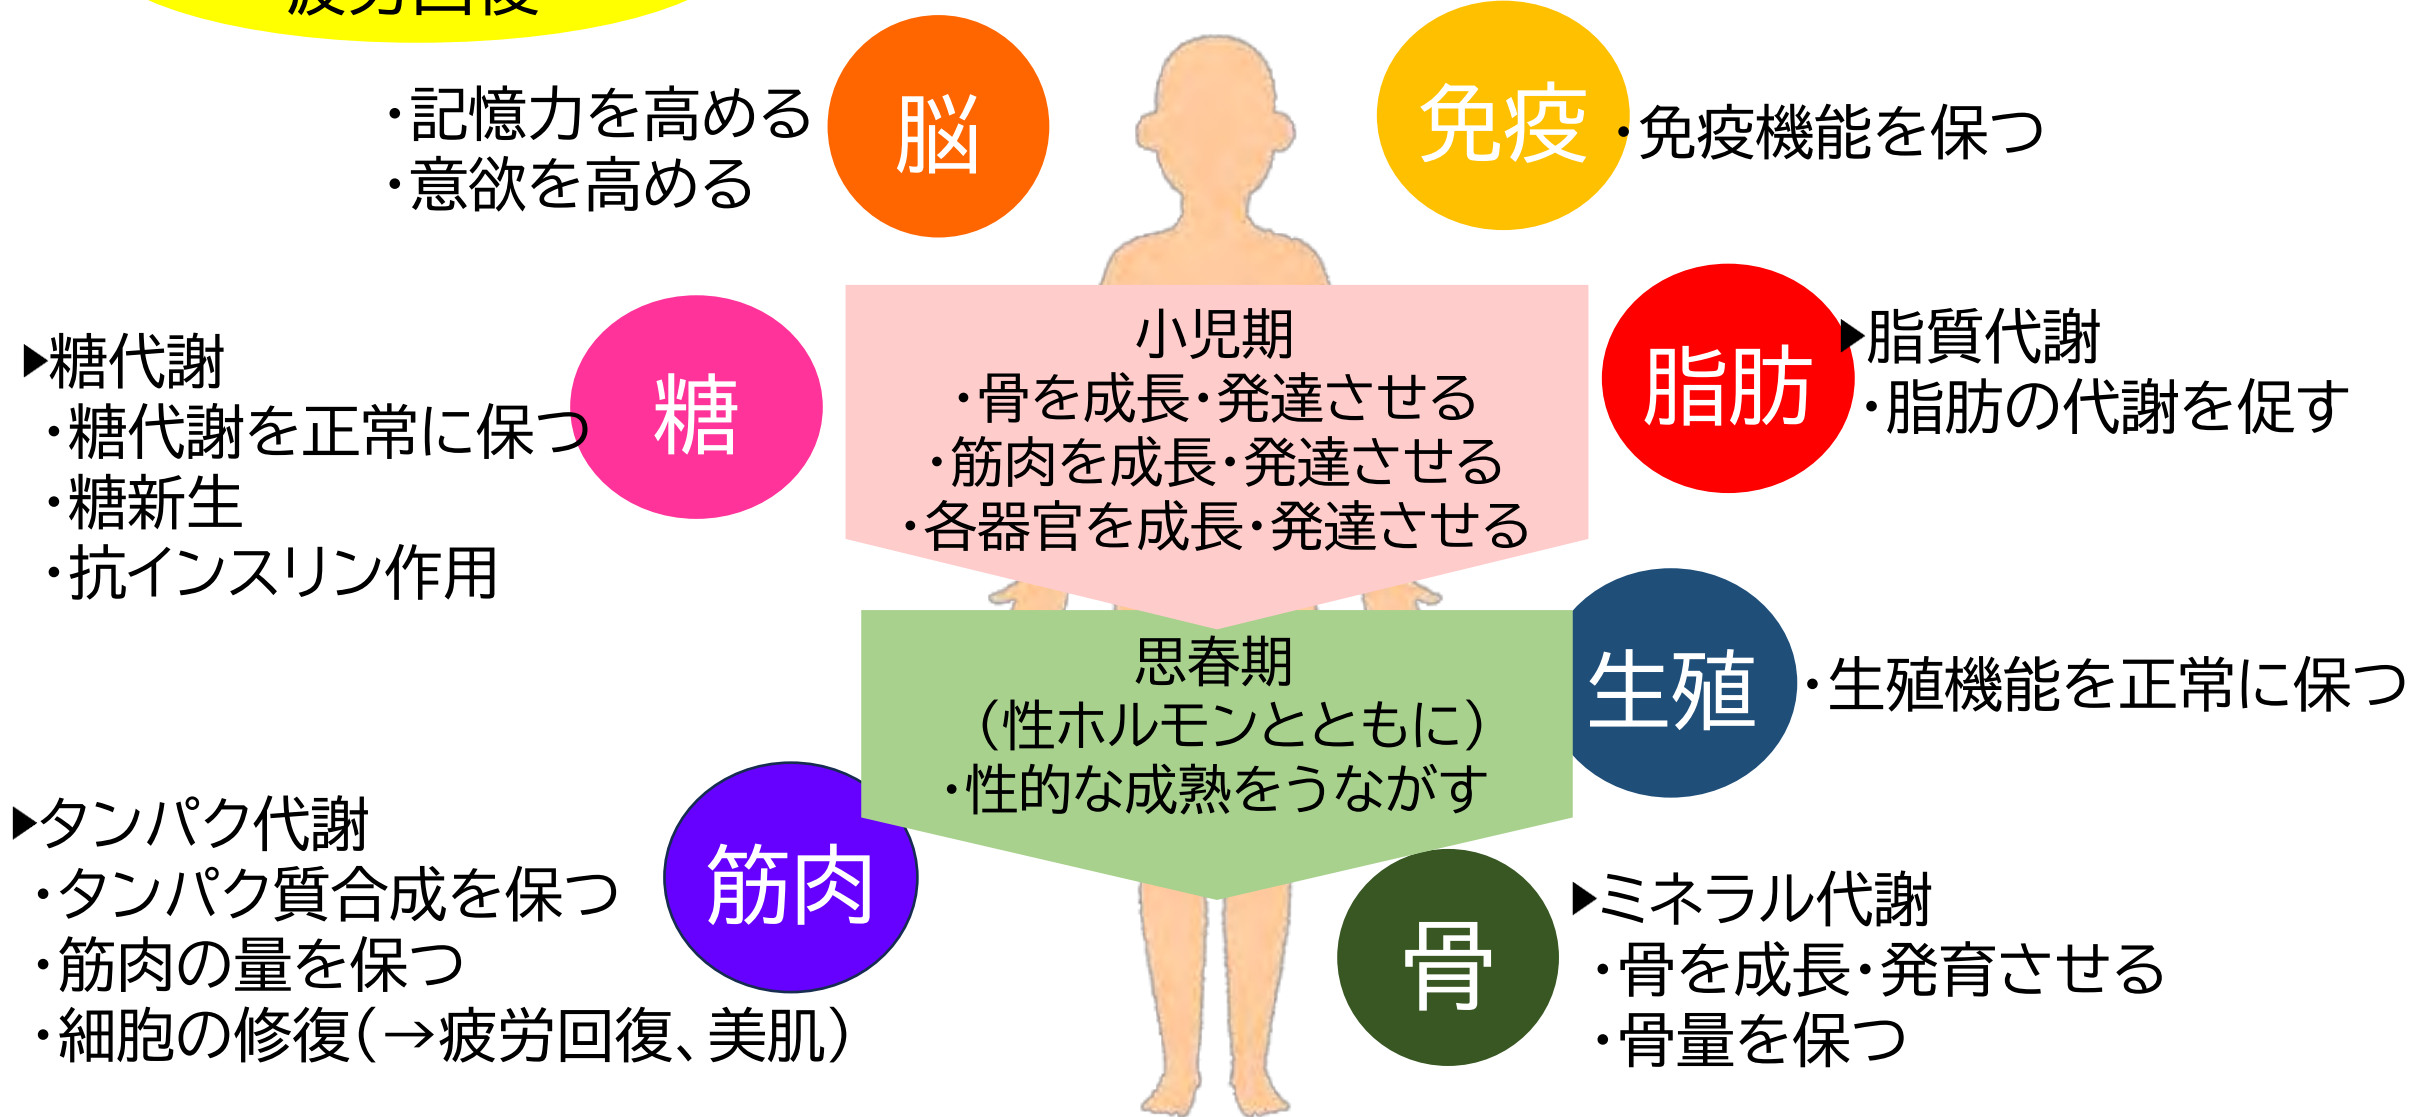 疲労回復
脳
・記憶力を高める
・意欲を高める
免疫
・免疫機能を保つ
糖
▶糖代謝
・糖代謝を正常に保つ
・糖新生
・抗インスリン作用
小児期
・骨を成長・発達させる
・筋肉を成長・発達させる
・各器官を成長・発達させる
脂肪
▶脂質代謝
・脂肪の代謝を促す
思春期
（性ホルモンとともに）
・性的な成熟をうながす
生殖
・生殖機能を正常に保つ
筋肉
▶タンパク代謝
・タンパク質合成を保つ
・筋肉の量を保つ
・細胞の修復（→疲労回復、美肌）
骨
▶ミネラル代謝
・骨を成長・発育させる
・骨量を保つ